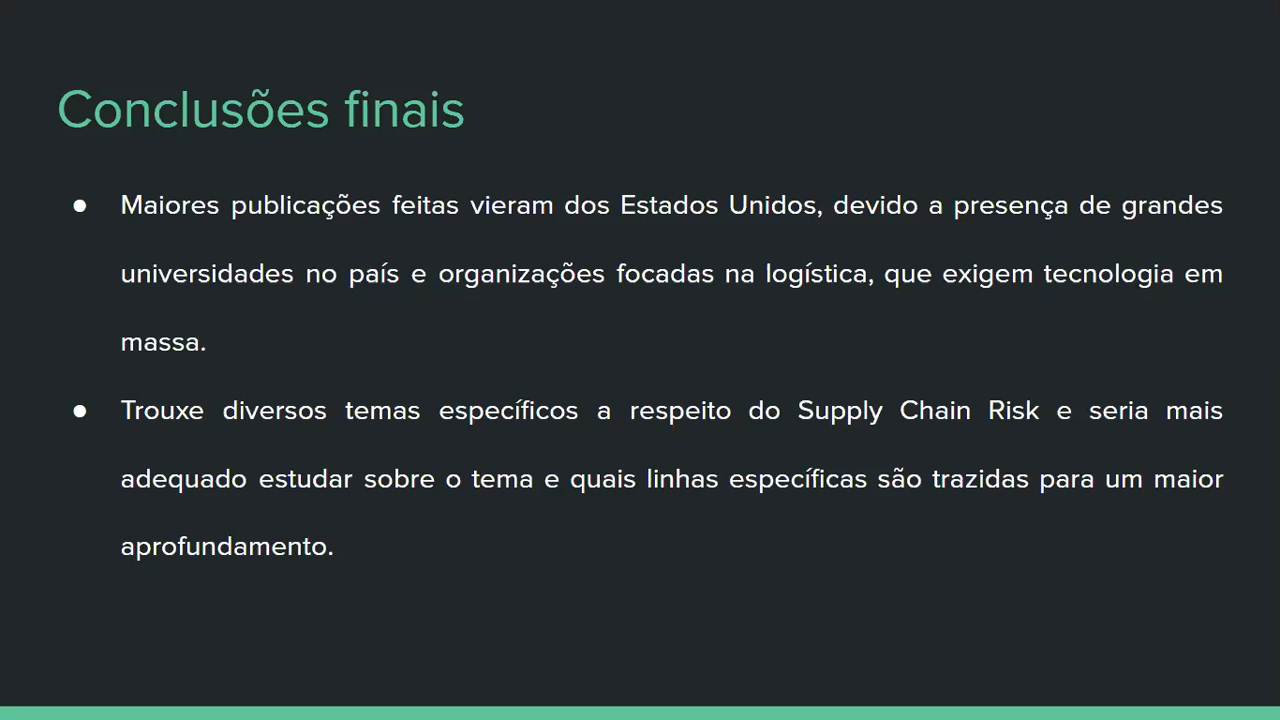 Conclusões finais
● Maiores publicações feitas vieram dos Estados Unidos, devido a presença de grandes
universidades no país e organizações focadas na logística, que exigem tecnologia em
massa.
● Trouxe diversos temas específicos a respeito do Supply Chain Risk e seria mais
adequado estudar sobre o tema e quais linhas específicas são trazidas para um maior
aprofundamento.